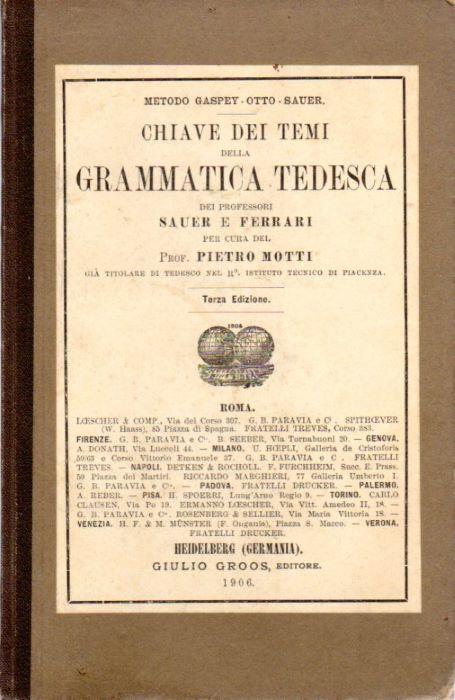 METODO GASPEY-OTTO-SAUER.
CHIAVE DEI TEMI
DELLA
GRAMMATICA TEDESCA
DEI PROFESSORI
SAUER E FERRARI
PER CURA DEL
PROF. PIETRO MOTTI
GIÀ TITOLARE DI TEDESCO NEL Rº. ISTITUTO TECNICO DI PIACENZA.
Terza Edizione.
ROMA.
LŒSCHER & COMP., Via del Corso 307. G. B. PARAVIA e Cº. SPITHŒVER
(W. Haass), 85 Piazza di Spagna. FRATELLI TREVES, Corso 383.
FIRENZE. G. B. PARAVIA e Cº. B. SEEBER, Via Tornabuoni 20. — GENOVA.
A. DONATH, Via Luccoli 44. — MILANO. U. HŒPLI, Galleria de Cristoforis
59/63 e Corso Vittorio Emanuele 37. G. B. PARAVIA e C. FRATELLI
TREVES. — NAPOLI. DETKEN & ROCHOLL. F. FURCHHEIM, Succ. E. Prass.
59 Piazza dei Martiri. RICCARDO MARGHIERI, 77 Galleria Umberto I.
G. B. PARAVIA e Cº. — PADOVA. FRATELLI DRUCKER. — PALERMO.
A. REBER. — PISA. H. SPOERRI, Lung'Arno Regio 9. — TORINO. CARLO
CLAUSEN, Via Po 19. ERMANNO LŒSCHER, Via Vitt. Amedeo II, 18. —
G. B. PARAVIA e Cº. ROSENBERG & SELLIER, Via Maria Vittoria 18. —
VENEZIA. H. F. & M. MÜNSTER (F. Ongania), Piazza S. Marco. — VERONA.
FRATELLI DRUCKER.
HEIDELBERG (GERMANIA).
GIULIO GROOS, EDITORE.
1906.